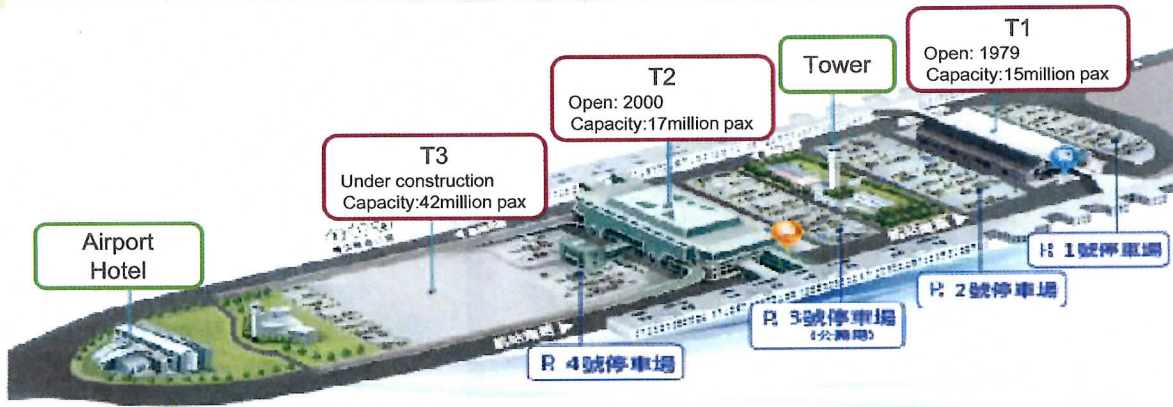 T1
Open: 1979
Capacity:15million pax
Tower
T2
Open: 2000
Capacity:17million pax
T3
Under construction
Capacity:42million pax
Airport
Hotel
P. 1號停車場
P. 2號停車場
P. 3號停車場
P. 4號停車場